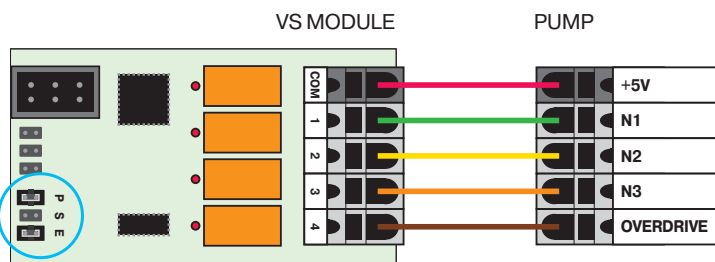 VS MODULE PUMP
COM +5V
1 N1
2 N2
3 N3
4 OVERDRIVE
P
S
E